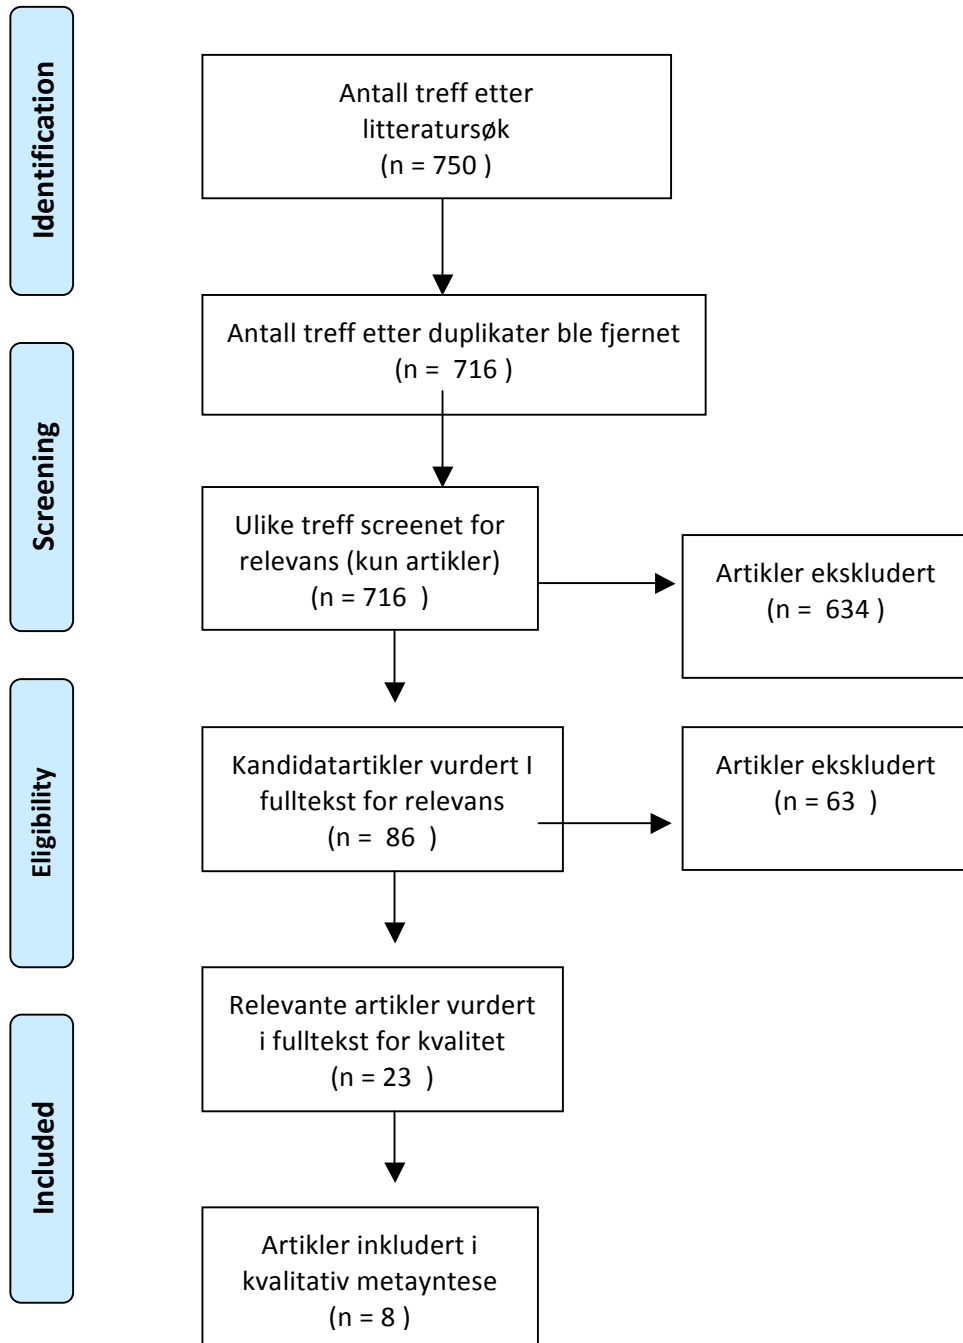 Identification
Antall treff etter
litteratursøk
(n = 750 )
Antall treff etter duplikater ble fjernet
(n =  716 )
Screening
Ulike treff screenet for
relevans (kun artikler)
(n = 716  )
Artikler ekskludert
(n =  634 )
Eligibility
Kandidatartikler vurdert I
fulltekst for relevans
(n =  86  )
Artikler ekskludert
(n = 63  )
Relevante artikler vurdert
i fulltekst for kvalitet
(n = 23  )
Included
Artikler inkludert i
kvalitativ metayntese
(n = 8 )